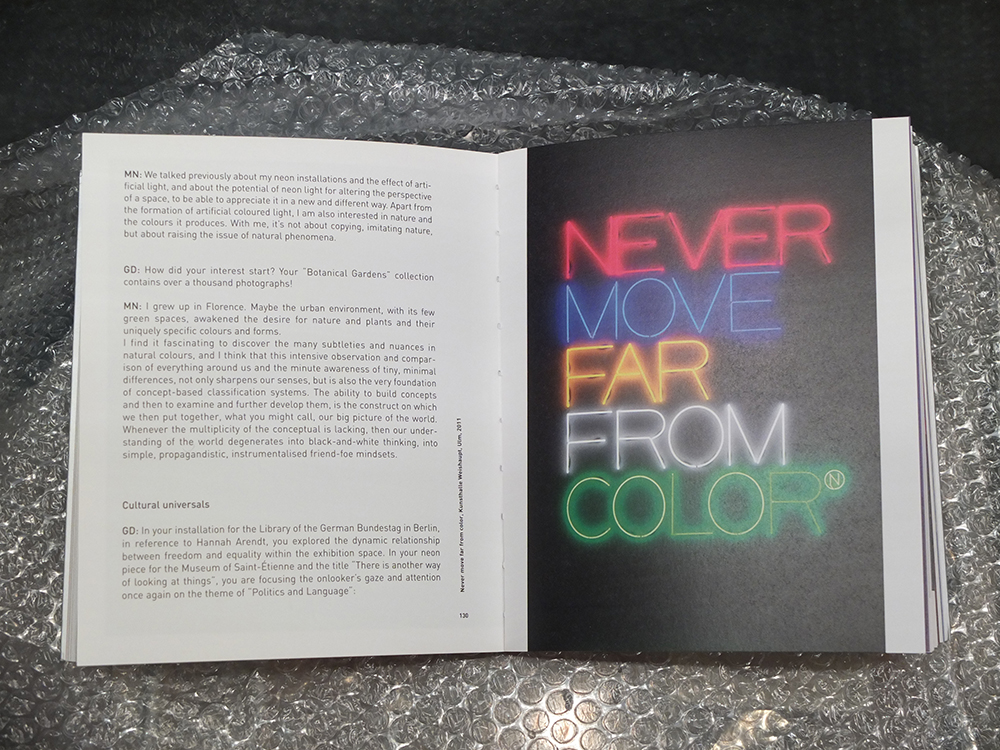 MN: We talked previously about my neon installations and the effect of arti-
ficial light, and about the potential of neon light for altering the perspective
of a space, to be able to appreciate it in a new and different way. Apart from
the formation of artificial coloured light, I am also interested in nature and
the colours it produces. With me, it's not about copying, imitating nature,
but about raising the issue of natural phenomena.
GD: How did your interest start? Your "Botanical Gardens" collection
contains over a thousand photographs!
MN: I grew up in Florence. Maybe the urban environment, with its few
green spaces, awakened the desire for nature and plants and their
uniquely specific colours and forms.
I find it fascinating to discover the many subtleties and nuances in
natural colours, and I think that this intensive observation and compar-
ison of everything around us and the minute awareness of tiny, minimal
differences, not only sharpens our senses, but is also the very foundation
of concept-based classification systems. The ability to build concepts
and then to examine and further develop them, is the construct on which
we then put together, what you might call, our big picture of the world.
Whenever the multiplicity of the conceptual is lacking, then our under-
standing of the world degenerates into black-and-white thinking, into
simple, propagandistic, instrumentalised friend-foe mindsets.
Cultural universals
GD: In your installation for the Library of the German Bundestag in Berlin,
in reference to Hannah Arendt, you explored the dynamic relationship
between freedom and equality within the exhibition space. In your neon
piece for the Museum of Saint-Étienne and the title "There is another way
of looking at things", you are focusing the onlooker's gaze and attention
once again on the theme of "Politics and Language":
Never move far from color, Kunsthalle Weishaupt, Ulm, 2011
130
NEVER
MOVE
FAR
FROM
COLOR Ⓝ